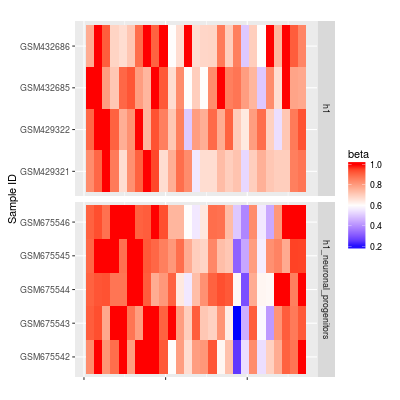 GSM432686
GSM432685
GSM429322
GSM429321
h1
GSM675546
GSM675545
GSM675544
GSM675543
GSM675542
h1_neuronal_progenitors
Sample ID
beta
1.0
0.8
0.6
0.4
0.2